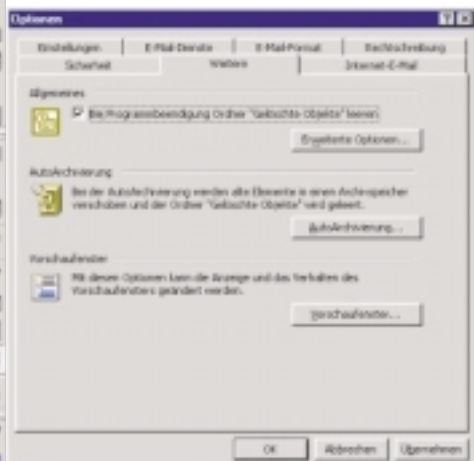 Optionen
Einstellungen E-Mail-Dienste E-Mail-Format Rechtschreibung
Sicherheit Weitere Internet-E-Mail
Allgemeines
Bei Programmbeendigung Ordner "Gelöschte Objekte" leeren
Erweiterte Optionen...
AutoArchivierung
Bei der AutoArchivierung werden alte Elemente in einen Archivspeicher
verschoben und der Ordner "Gelöschte Objekte" wird geleert.
AutoArchivierung...
Vorschaufenster
Mit diesen Optionen kann die Anzeige und das Verhalten des
Vorschaufensters geändert werden.
Vorschaufenster...
OK Abbrechen Übernehmen